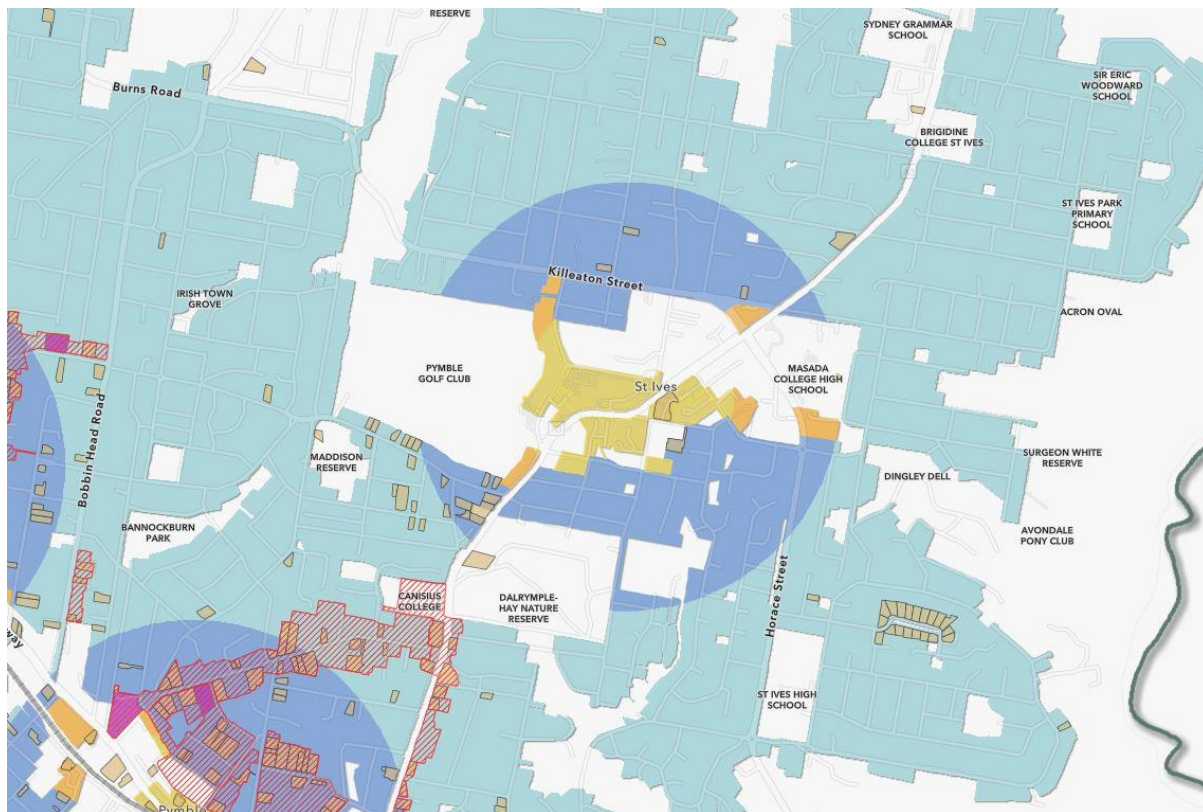 RESERVE
SYDNEY GRAMMAR
SCHOOL
Burns Road
SIR ERIC
WOODWARD
SCHOOL
BRIGIDINE
COLLEGE ST IVES
ST IVES PARK
PRIMARY
SCHOOL
Killeaton Street
IRISH TOWN
GROVE
ACRON OVAL
PYMBLE
GOLF CLUB
St Ives
MASADA
COLLEGE HIGH
SCHOOL
Bobbin Head Road
MADDISON
RESERVE
SURGEON WHITE
RESERVE
DINGLEY DELL
BANNOCKBURN
PARK
AVONDALE
PONY CLUB
CANISIUS
COLLEGE
DALRYMPLE-
HAY NATURE
RESERVE
Horace Street
way
ST IVES HIGH
SCHOOL
Pymble